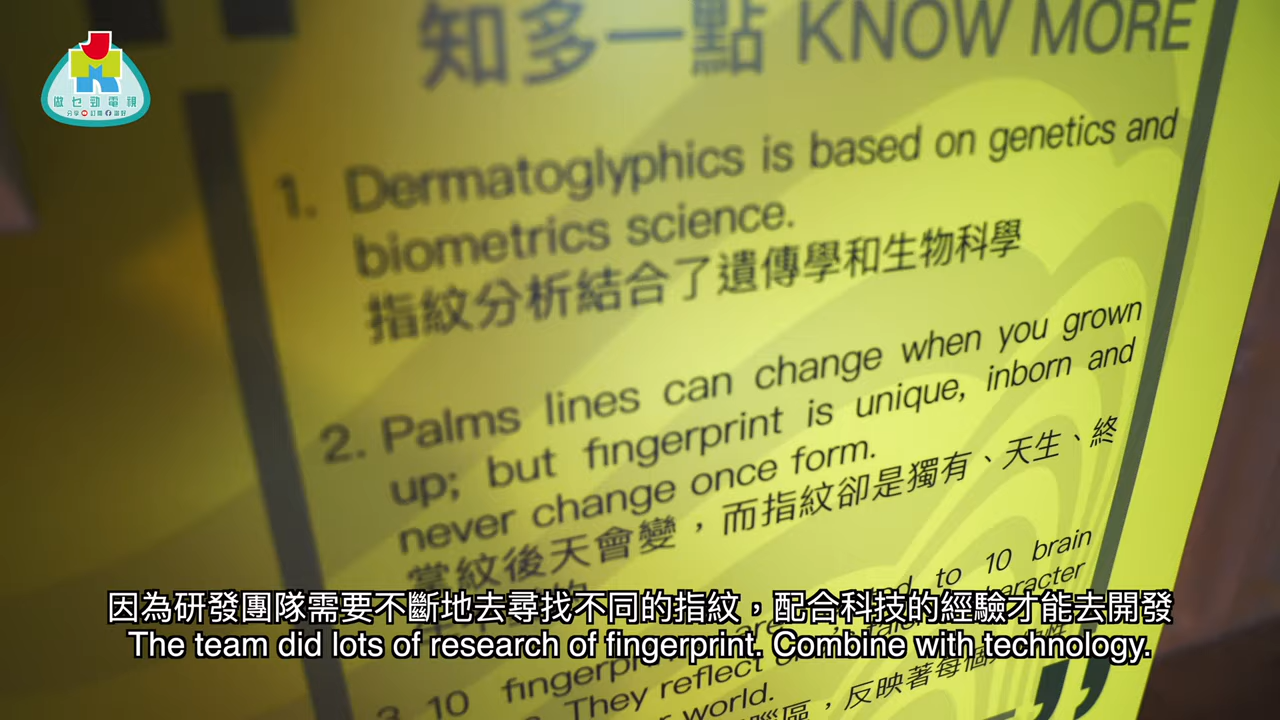 做乜勁電視
知多一點 KNOW MORE
1. Dermatoglyphics is based on genetics and
biometrics science.
指紋分析結合了遺傳學和生物科學
2. Palms lines can change when you grown
up; but fingerprint is unique, inborn and
never change once form.
掌紋後天會變，而指紋卻是獨有、天生、終
to 10 brain
3. 10
They reflect
world.
，反映著每個
因為研發團隊需要不斷地去尋找不同的指紋，配合科技的經驗才能去開發
The team did lots of research of fingerprint. Combine with technology.